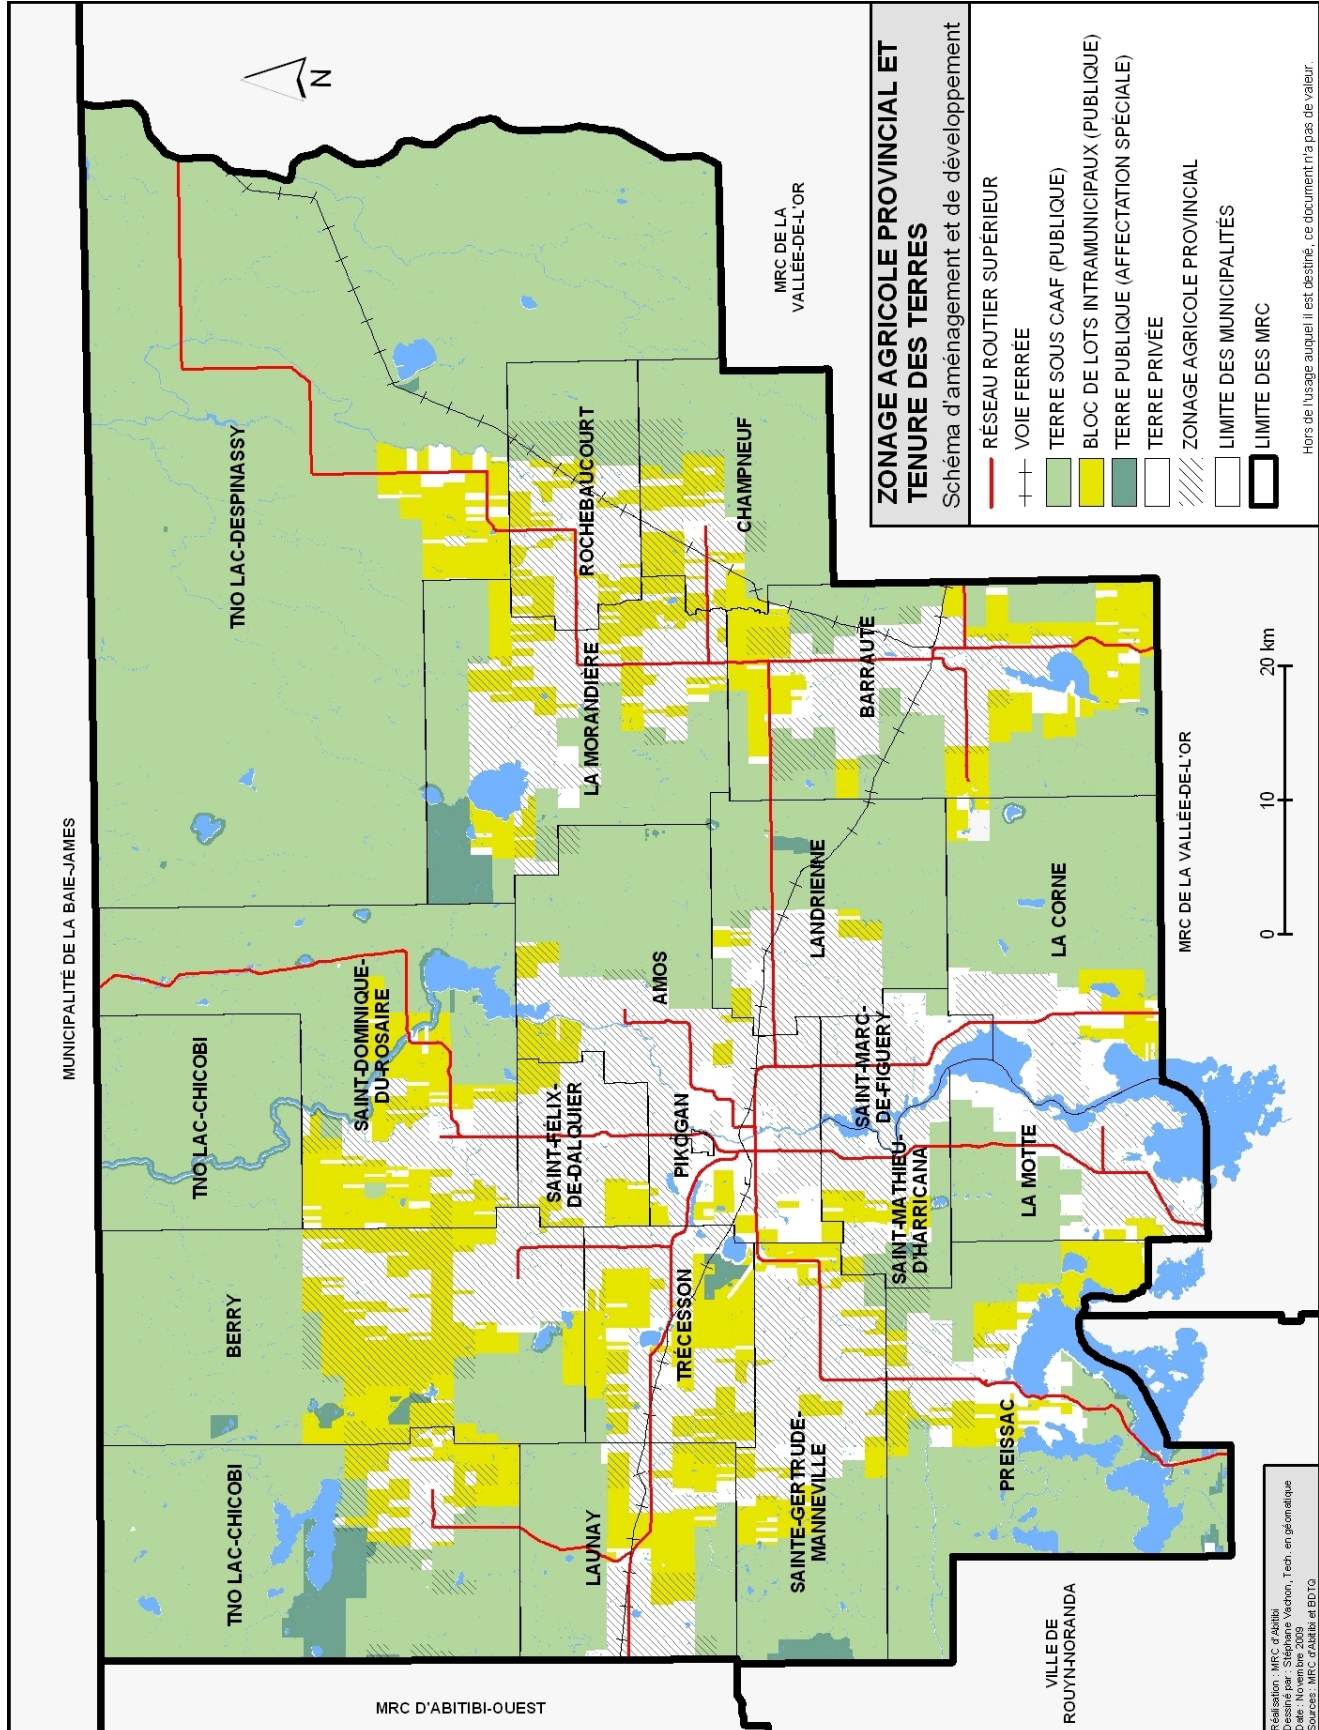 MUNICIPALITÉ DE LA BAIE-JAMES
N
TNO LAC-CHICOBI
BERRY
TNO LAC-CHICOBI
TNO LAC-DESPINASSY
SAINT-DOMINIQUE-
DU-ROSAIRE
MRC D'ABITIBI-OUEST
LAUNAY
TRÉCESSON
SAINT-FÉLIX-
DE-DALQUIER
PIKOGAN
AMOS
LA MORANDIÈRE
ROCHEBAUCOURT
CHAMPNEUF
MRC DE LA
VALLÉE-DE-L'OR
SAINTE-GERTRUDE-
MANNEVILLE
SAINT-MATHIEU-
D'HARRICANA
SAINT-MARC-
DE-FIGUERY
LANDRIENNE
BARRAUTE
PREISSAC
LA MOTTE
LA CORNE
VILLE DE
ROUYN-NORANDA
MRC DE LA VALLÉE-DE-L'OR
0 10 20 km
ZONAGE AGRICOLE PROVINCIAL ET
TENURE DES TERRES
Schéma d'aménagement et de développement
RÉSEAU ROUTIER SUPÉRIEUR
VOIE FERRÉE
TERRE SOUS CAAF (PUBLIQUE)
BLOC DE LOTS INTRAMUNICIPAUX (PUBLIQUE)
TERRE PUBLIQUE (AFFECTATION SPÉCIALE)
TERRE PRIVÉE
ZONAGE AGRICOLE PROVINCIAL
LIMITE DES MUNICIPALITÉS
LIMITE DES MRC
Hors de l'usage auquel il est destiné, ce document n'a pas de valeur.
Réalisation : MRC d'Abitibi
Dessiné par : Stéphane Vachon, Tech. en géomatique
Date : Novembre 2009
Sources : MRC d'Abitibi et BDTQ